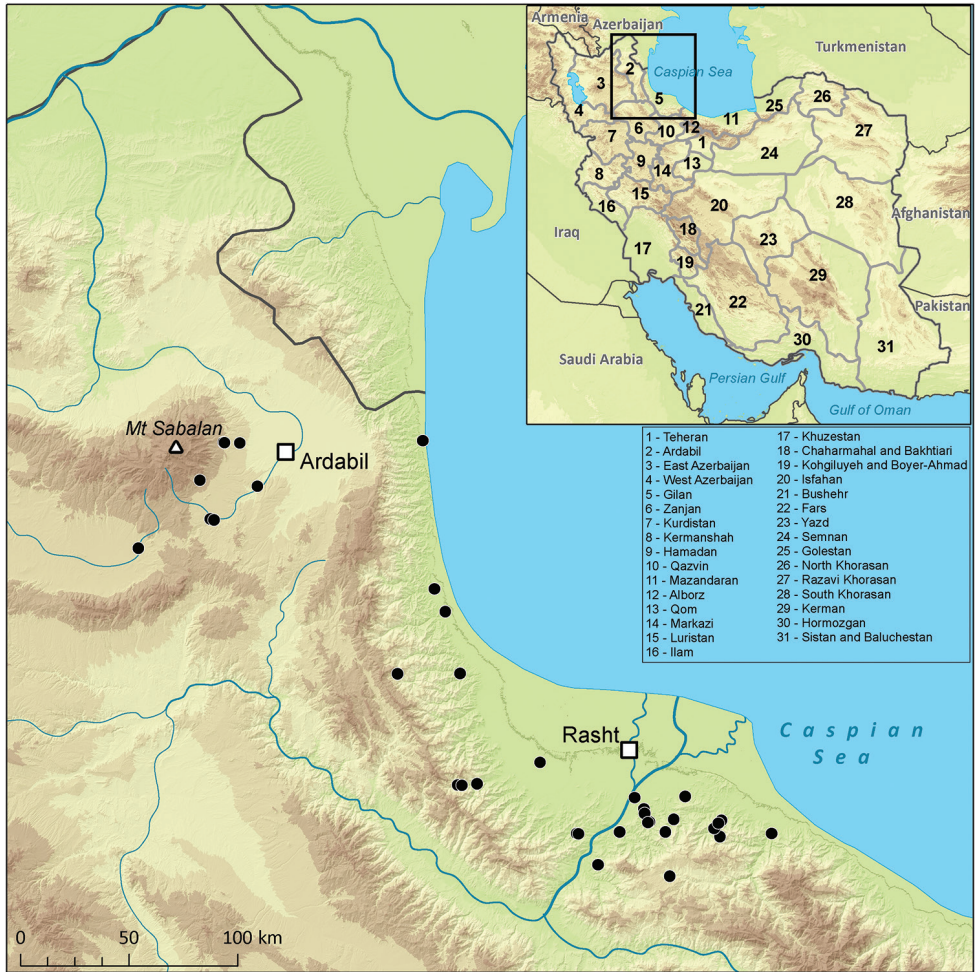 Armenia
Azerbaijan
Turkmenistan
Caspian Sea
2
3
5
4
6
7
10
12
11
1
25
26
27
24
9
13
14
8
15
16
20
28
Afghanistan
Iraq
18
23
17
19
29
22
21
Pakistan
30
31
Saudi Arabia
Persian Gulf
Gulf of Oman
Mt Sabalan
Ardabil
1 - Teheran
2 - Ardabil
3 - East Azerbaijan
4 - West Azerbaijan
5 - Gilan
6 - Zanjan
7 - Kurdistan
8 - Kermanshah
9 - Hamadan
10 - Qazvin
11 - Mazandaran
12 - Alborz
13 - Qom
14 - Markazi
15 - Luristan
16 - Ilam
17 - Khuzestan
18 - Chaharmahal and Bakhtiari
19 - Kohgiluyeh and Boyer-Ahmad
20 - Isfahan
21 - Bushehr
22 - Fars
23 - Yazd
24 - Semnan
25 - Golestan
26 - North Khorasan
27 - Razavi Khorasan
28 - South Khorasan
29 - Kerman
30 - Hormozgan
31 - Sistan and Baluchestan
Rasht
Caspian
Sea
0 50 100 km